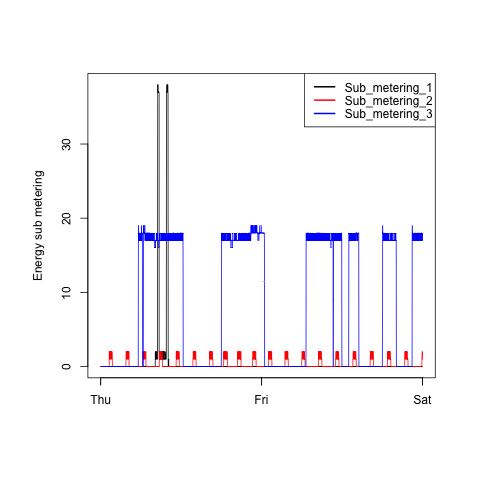 Sub_metering_1
Sub_metering_2
Sub_metering_3
Energy sub metering
30
20
10
0
Thu Fri Sat